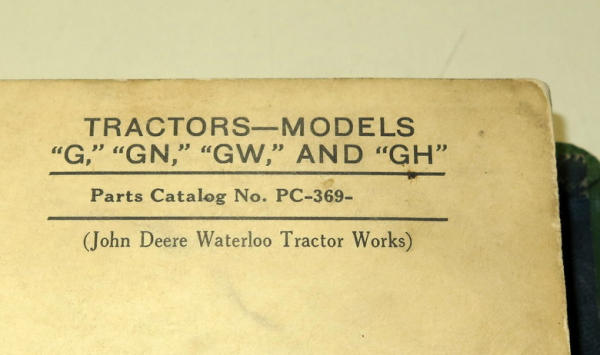 TRACTORS—MODELS
“G,” “GN,” “GW,” AND “GH”
Parts Catalog No. PC-369-
(John Deere Waterloo Tractor Works)